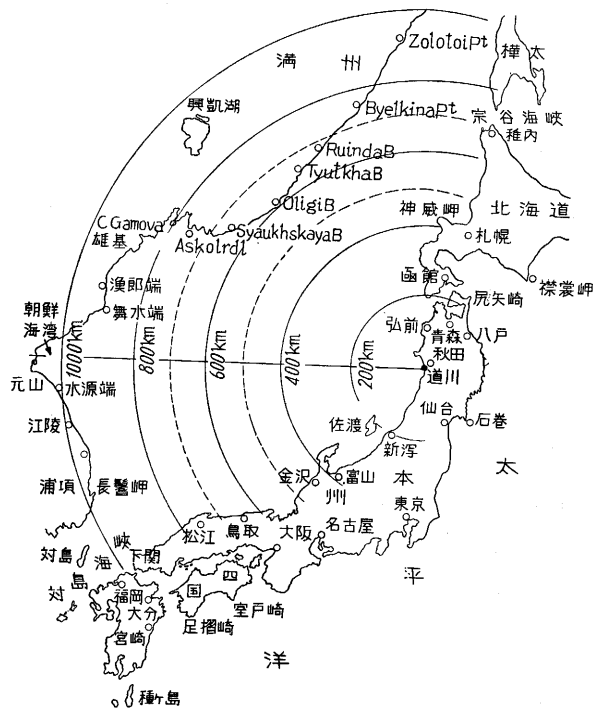 Zolotoi Pt
満州
樺太
興凱湖
Byelkina Pt
宗谷海峡
稚内
Ruinda B
Tyutkha B
Oligi B
神威岬
北海道
C Gamova
雄基
Askolrdl
Syaukhskaya B
札幌
函館
襟裳岬
漁郎端
舞水端
尻矢崎
朝鮮
海湾
弘前
青森
八戸
1000km
800km
600km
400km
200km
秋田
道川
元山
水源端
仙台
石巻
江陵
佐渡
新泻
浦項
長鬐岬
金沢
富山
本
州
太
東京
松江
鳥取
大阪
名古屋
対島
海
峡
下関
平
対
島
福岡
国
四
室戸崎
大分
足摺崎
宮崎
洋
種ヶ島